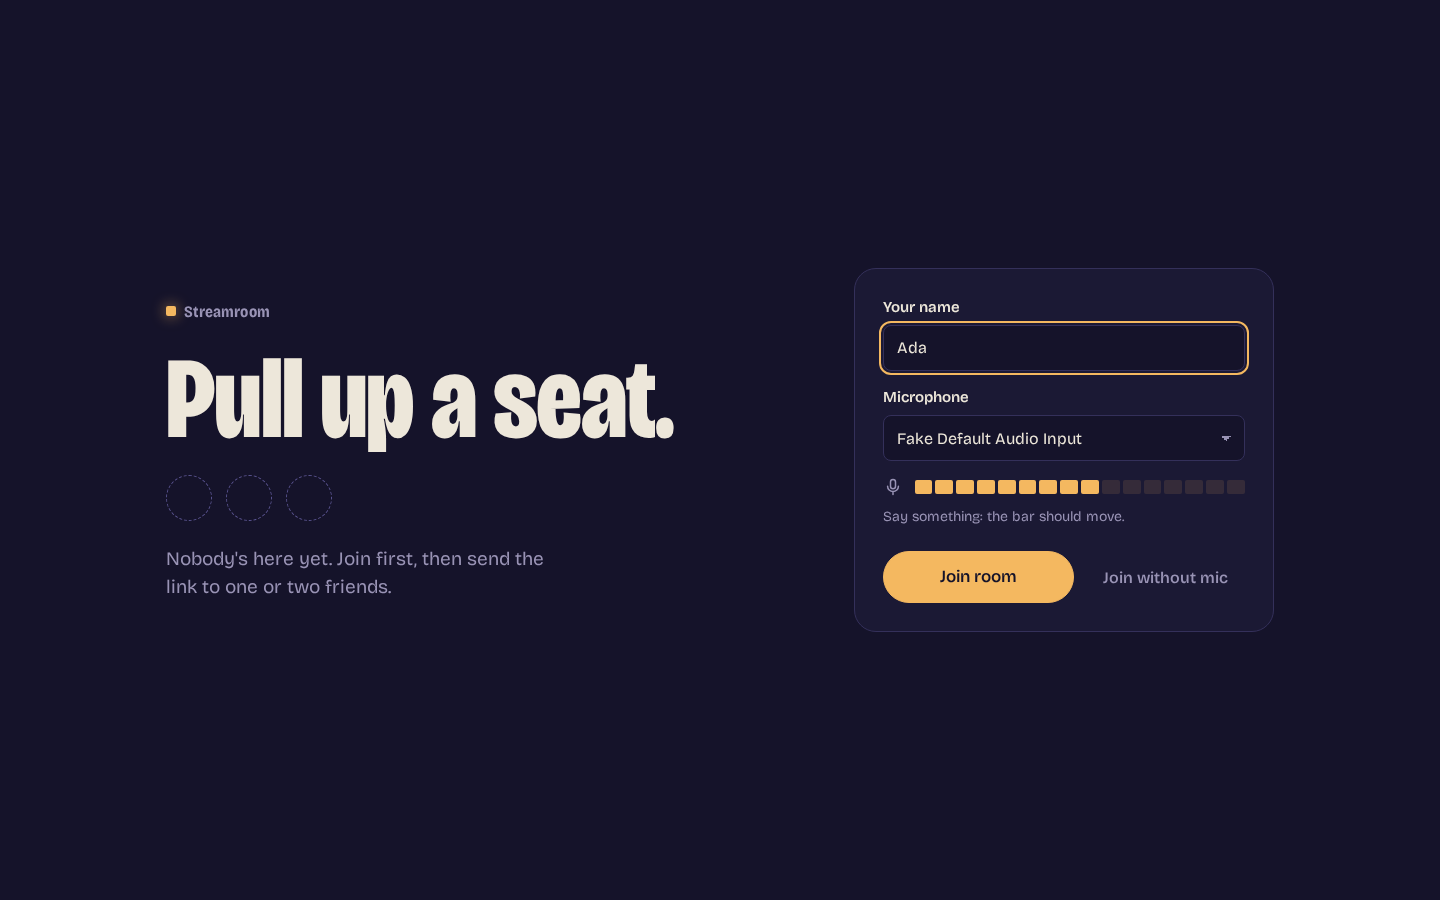 Streamroom
Pull up a seat.
Nobody's here yet. Join first, then send the
link to one or two friends.
Your name
Ada
Microphone
Fake Default Audio Input
Say something: the bar should move.
Join room
Join without mic